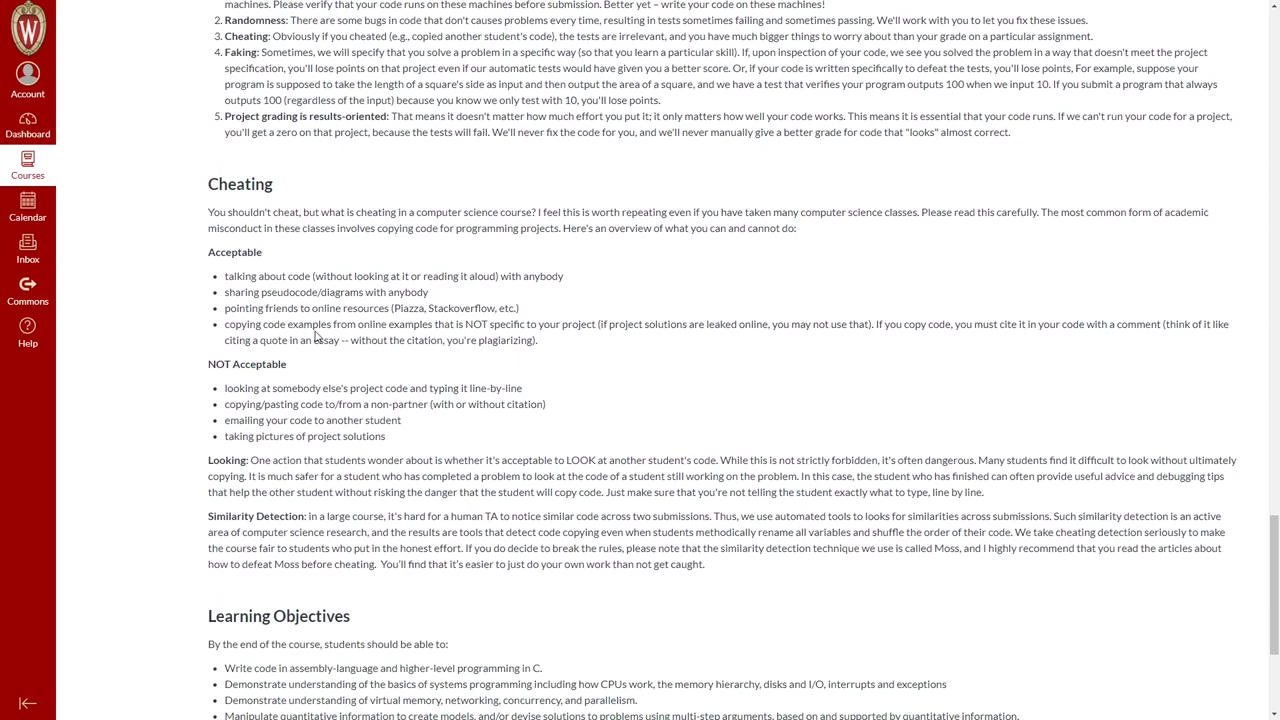 machines. Please verify that your code runs on these machines before submission. Better yet – write your code on these machines!
2. Randomness: There are some bugs in code that don't causes problems every time, resulting in tests sometimes failing and sometimes passing. We'll work with you to let you fix these issues.
3. Cheating: Obviously if you cheated (e.g., copied another student's code), the tests are irrelevant, and you have much bigger things to worry about than your grade on a particular assignment.
4. Faking: Sometimes, we will specify that you solve a problem in a specific way (so that you learn a particular skill). If, upon inspection of your code, we see you solved the problem in a way that doesn't meet the project
specification, you'll lose points on that project even if our automatic tests would have given you a better score. Or, if your code is written specifically to defeat the tests, you'll lose points, For example, suppose your
program is supposed to take the length of a square's side as input and then output the area of a square, and we have a test that verifies your program outputs 100 when we input 10. If you submit a program that always
outputs 100 (regardless of the input) because you know we only test with 10, you'll lose points.
5. Project grading is results-oriented: That means it doesn't matter how much effort you put it; it only matters how well your code works. This means it is essential that your code runs. If we can't run your code for a project,
you'll get a zero on that project, because the tests will fail. We'll never fix the code for you, and we'll never manually give a better grade for code that "looks" almost correct.
W
Account
Dashboard
Courses
Calendar
Inbox
Commons
Help
Cheating
You shouldn't cheat, but what is cheating in a computer science course? I feel this is worth repeating even if you have taken many computer science classes. Please read this carefully. The most common form of academic
misconduct in these classes involves copying code for programming projects. Here's an overview of what you can and cannot do:
Acceptable
• talking about code (without looking at it or reading it aloud) with anybody
• sharing pseudocode/diagrams with anybody
• pointing friends to online resources (Piazza, Stackoverflow, etc.)
• copying code examples from online examples that is NOT specific to your project (if project solutions are leaked online, you may not use that). If you copy code, you must cite it in your code with a comment (think of it like
citing a quote in an essay -- without the citation, you're plagiarizing).
NOT Acceptable
• looking at somebody else's project code and typing it line-by-line
• copying/pasting code to/from a non-partner (with or without citation)
• emailing your code to another student
• taking pictures of project solutions
Looking: One action that students wonder about is whether it's acceptable to LOOK at another student's code. While this is not strictly forbidden, it's often dangerous. Many students find it difficult to look without ultimately
copying. It is much safer for a student who has completed a problem to look at the code of a student still working on the problem. In this case, the student who has finished can often provide useful advice and debugging tips
that help the other student without risking the danger that the student will copy code. Just make sure that you're not telling the student exactly what to type, line by line.
Similarity Detection: in a large course, it's hard for a human TA to notice similar code across two submissions. Thus, we use automated tools to looks for similarities across submissions. Such similarity detection is an active
area of computer science research, and the results are tools that detect code copying even when students methodically rename all variables and shuffle the order of their code. We take cheating detection seriously to make
the course fair to students who put in the honest effort. If you do decide to break the rules, please note that the similarity detection technique we use is called Moss, and I highly recommend that you read the articles about
how to defeat Moss before cheating. You'll find that it's easier to just do your own work than not get caught.
Learning Objectives
By the end of the course, students should be able to:
• Write code in assembly-language and higher-level programming in C.
• Demonstrate understanding of the basics of systems programming including how CPUs work, the memory hierarchy, disks and I/O, interrupts and exceptions
• Demonstrate understanding of virtual memory, networking, concurrency, and parallelism.
• Manipulate quantitative information to create models, and/or devise solutions to problems using multi-step arguments, based on and supported by quantitative information.